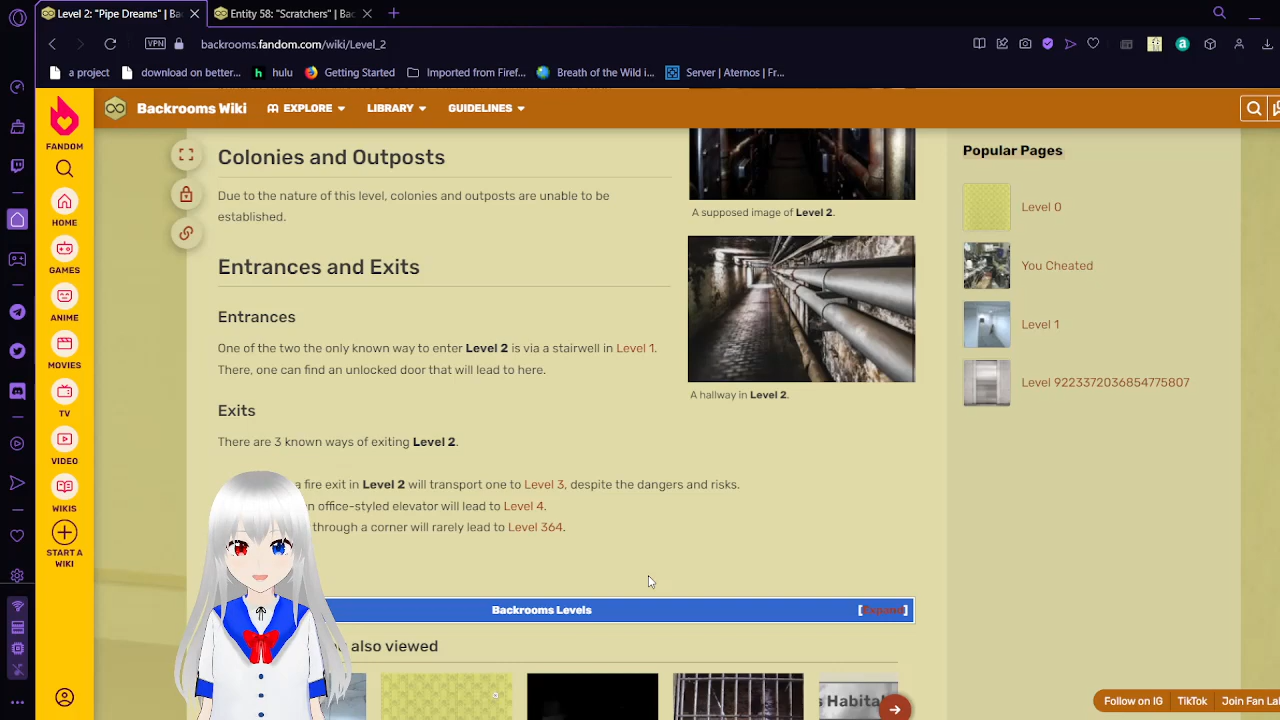 Level 2: "Pipe Dreams" | Ba
Entity 58: "Scratchers" | Bac
VPN
backrooms.fandom.com/wiki/Level_2
a project
download on better...
hulu
Getting Started
Imported from Firef...
Breath of the Wild i...
Server | Aternos | Fr...
Backrooms Wiki
EXPLORE
LIBRARY
GUIDELINES
FANDOM
HOME
GAMES
ANIME
MOVIES
TV
VIDEO
WIKIS
START A
WIKI
Colonies and Outposts
Due to the nature of this level, colonies and outposts are unable to be
established.
Entrances and Exits
Entrances
One of the two the only known way to enter Level 2 is via a stairwell in Level 1.
There, one can find an unlocked door that will lead to here.
Exits
There are 3 known ways of exiting Level 2.
a fire exit in Level 2 will transport one to Level 3, despite the dangers and risks.
n office-styled elevator will lead to Level 4.
through a corner will rarely lead to Level 364.
A supposed image of Level 2.
A hallway in Level 2.
Backrooms Levels
[Expand]
also viewed
s Habita
Popular Pages
Level 0
You Cheated
Level 1
Level 9223372036854775807
Follow on IG
TikTok
Join Fan La